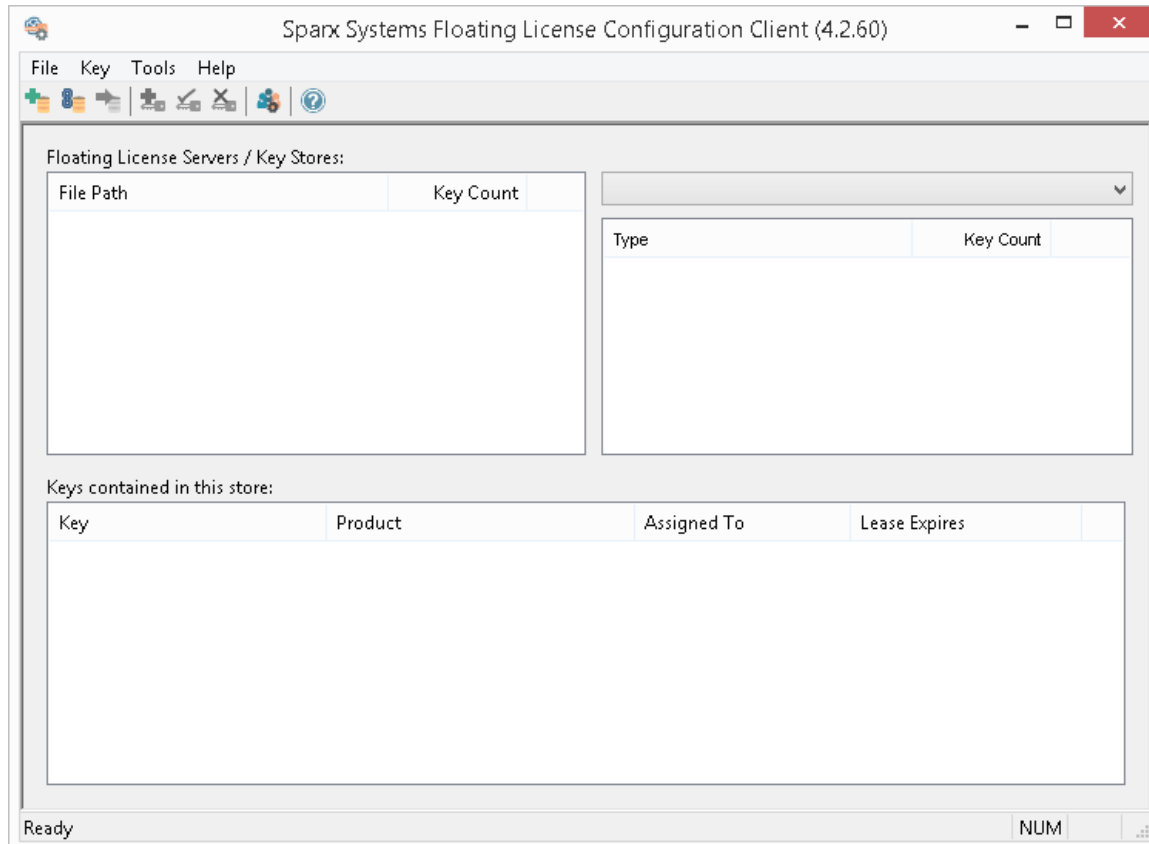 Sparx Systems Floating License Configuration Client (4.2.60)
File Key Tools Help
Floating License Servers / Key Stores:
File Path Key Count
Type Key Count
Keys contained in this store:
Key Product Assigned To Lease Expires
Ready NUM